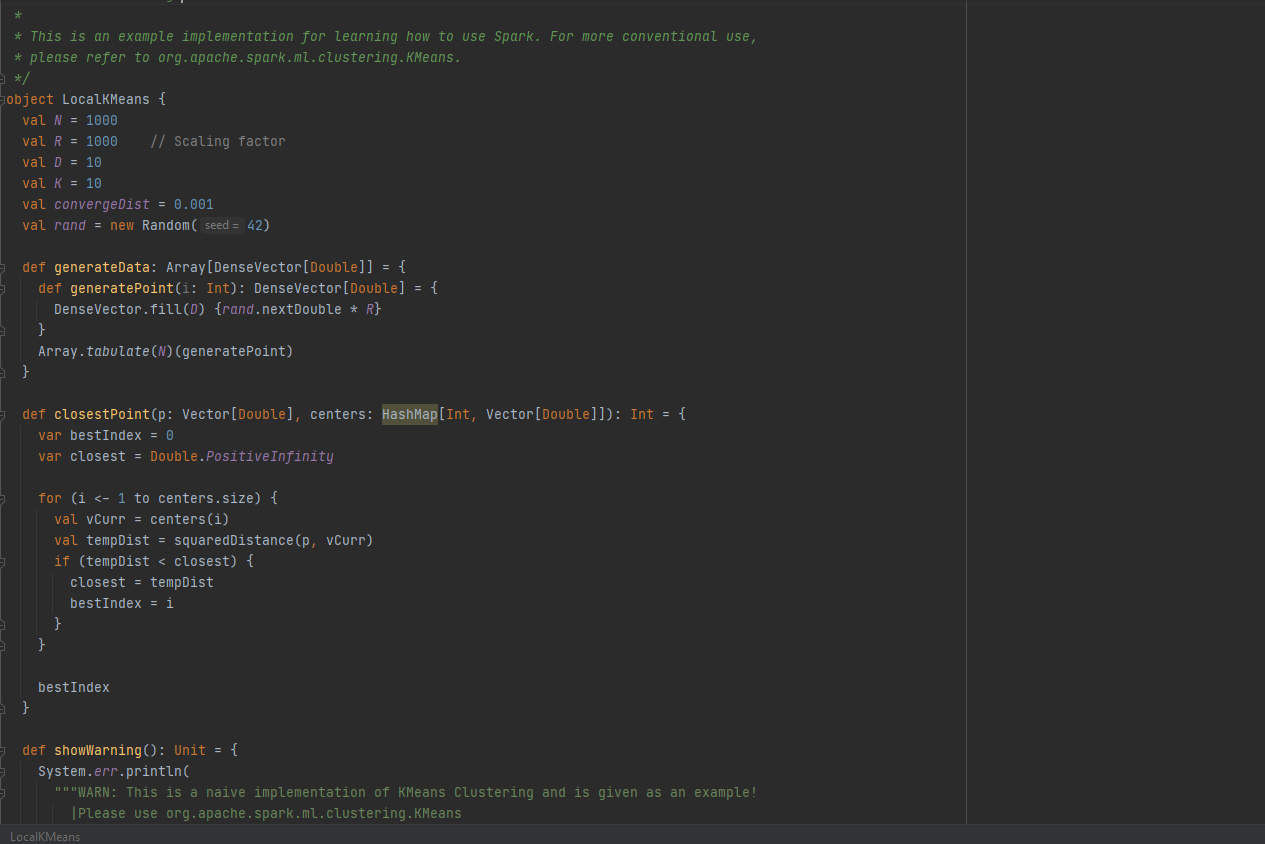 *
 * This is an example implementation for learning how to use Spark. For more conventional use,
 * please refer to org.apache.spark.ml.clustering.KMeans.
 */
object LocalKMeans {
  val N = 1000
  val R = 1000    // Scaling factor
  val D = 10
  val K = 10
  val convergeDist = 0.001
  val rand = new Random( seed = 42)
  def generateData: Array[DenseVector[Double]] = {
    def generatePoint(i: Int): DenseVector[Double] = {
      DenseVector.fill(D) {rand.nextDouble * R}
    }
    Array.tabulate(N)(generatePoint)
  }
  def closestPoint(p: Vector[Double], centers: HashMap[Int, Vector[Double]]): Int = {
    var bestIndex = 0
    var closest = Double.PositiveInfinity
    for (i <- 1 to centers.size) {
      val vCurr = centers(i)
      val tempDist = squaredDistance(p, vCurr)
      if (tempDist < closest) {
        closest = tempDist
        bestIndex = i
      }
    }
    bestIndex
  }
  def showWarning(): Unit = {
    System.err.println(
      """WARN: This is a naive implementation of KMeans Clustering and is given as an example!
        |Please use org.apache.spark.ml.clustering.KMeans
LocalKMeans